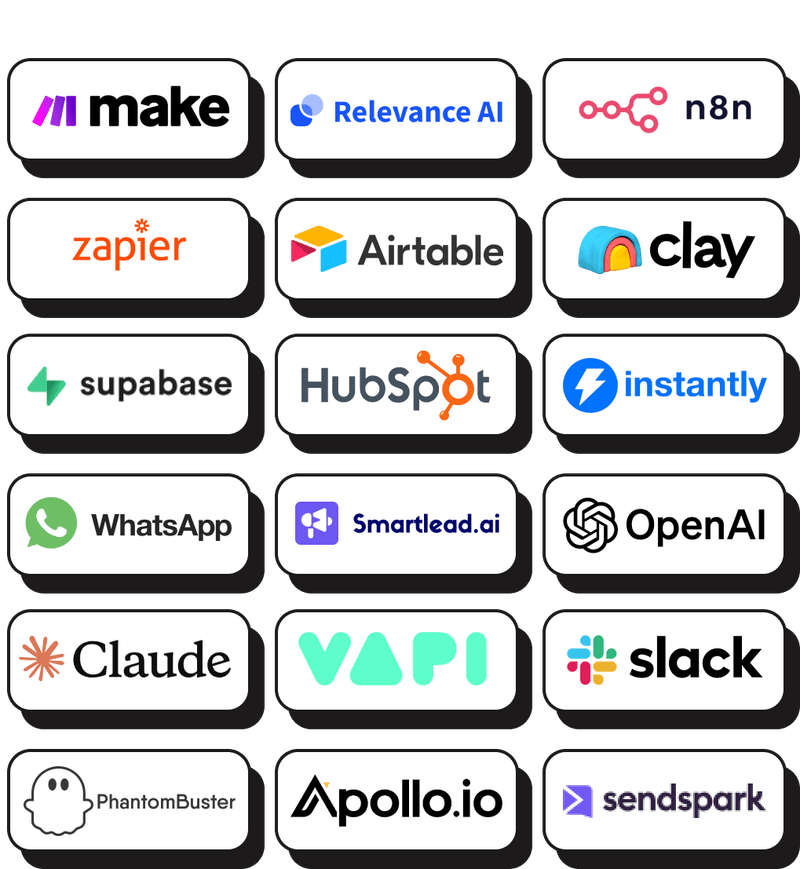 make
Relevance AI
n8n
zapier
Airtable
clay
supabase
HubSpot
instantly
WhatsApp
Smartlead.ai
OpenAI
Claude
VAPI
slack
PhantomBuster
Apollo.io
sendspark